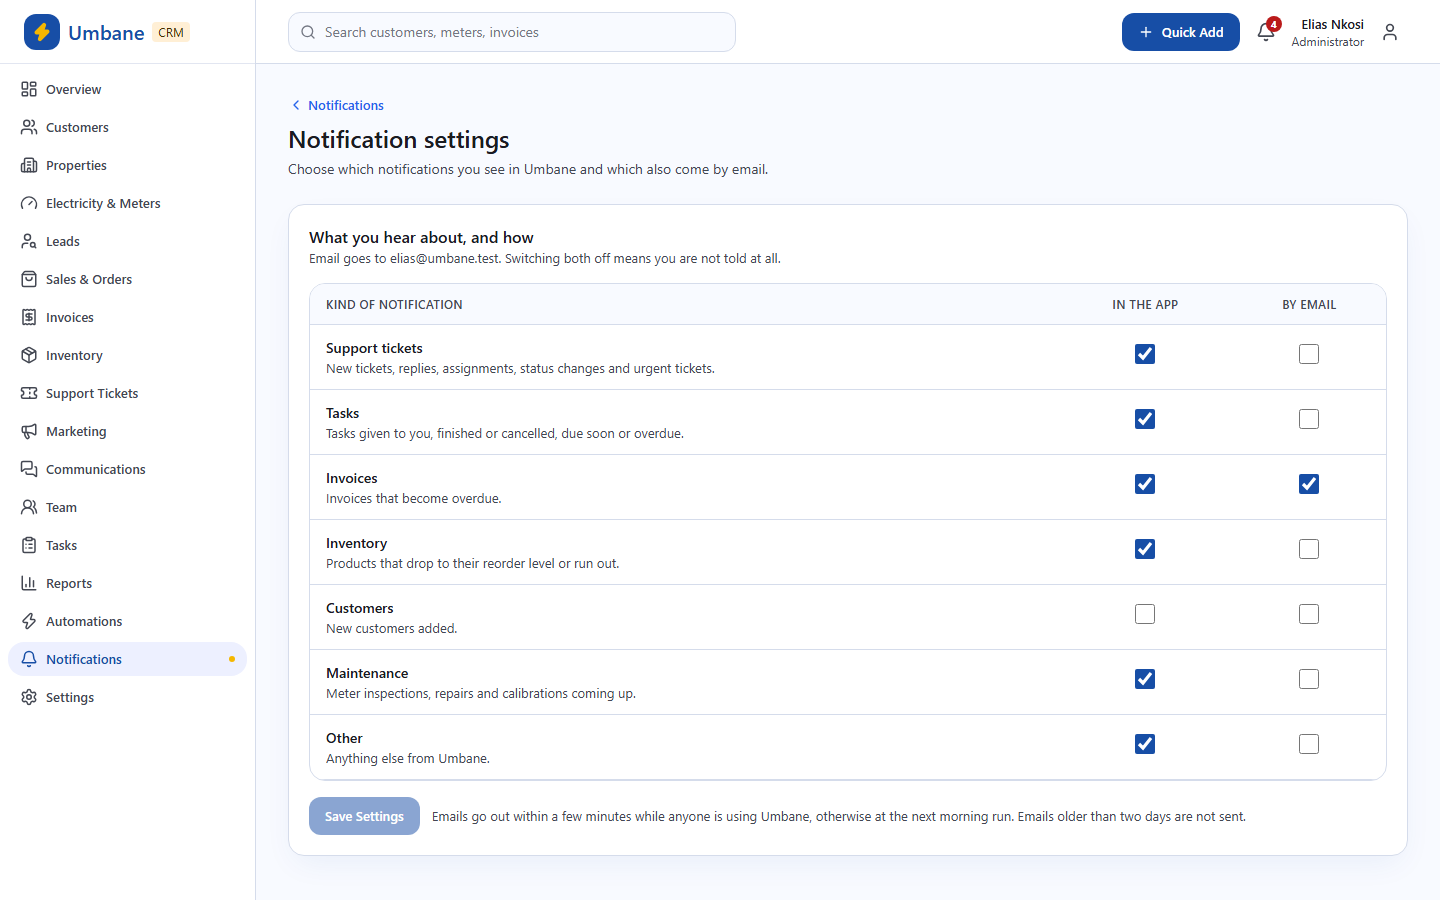 Umbane CRM
Search customers, meters, invoices
Quick Add
4
Elias Nkosi
Administrator
Overview
Customers
Properties
Electricity & Meters
Leads
Sales & Orders
Invoices
Inventory
Support Tickets
Marketing
Communications
Team
Tasks
Reports
Automations
Notifications
Settings
Notifications
Notification settings
Choose which notifications you see in Umbane and which also come by email.
What you hear about, and how
Email goes to elias@umbane.test. Switching both off means you are not told at all.
KIND OF NOTIFICATION IN THE APP BY EMAIL
Support tickets
New tickets, replies, assignments, status changes and urgent tickets.
Tasks
Tasks given to you, finished or cancelled, due soon or overdue.
Invoices
Invoices that become overdue.
Inventory
Products that drop to their reorder level or run out.
Customers
New customers added.
Maintenance
Meter inspections, repairs and calibrations coming up.
Other
Anything else from Umbane.
Save Settings
Emails go out within a few minutes while anyone is using Umbane, otherwise at the next morning run. Emails older than two days are not sent.